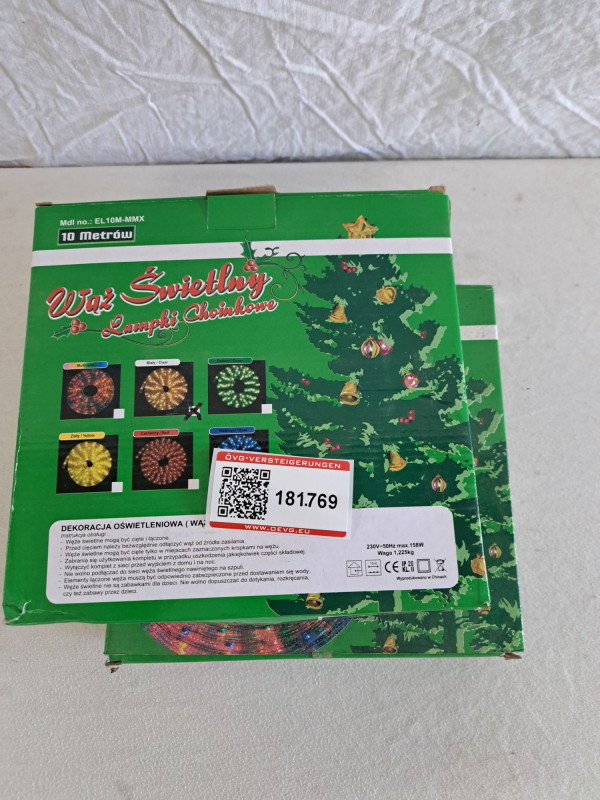 Mdl no.: EL10M-MMX
10 Metrów
Wąż Świetlny
Lampki Choinkowe
Biały / Clear
Żółty / Yellow
ÖVG-VERSTEIGERUNGEN
181.769
WWW.OEVG.EU
DEKORACJA OŚWIETLENIOWA ( WĄŻ
Instrukcja obsługi :
- Węże świetlne mogą być cięte i łączone.
- Przed cięciem należy bezwzględnie odłączyć wąż od źródła zasilania.
- Węże świetlne mogą być cięte tylko w miejscach zaznaczonych kropkami na wężu.
- Zabrania się użytkowania kompletu w przypadku uszkodzenia jakiejkolwiek części składowej.
- Wyłączyć komplet z sieci przed wyjściem z domu i na noc.
- Nie wolno podłączać do sieci węża świetlnego nawiniętego na szpuli.
- Elementy łączone węża muszą być odpowiednio zabezpieczone przed dostawaniem się wody.
- Węże świetlne nie są zabawkami dla dzieci. Nie wolno dopuszczać do dotykania, rozkręcania,
czy też zabawy przez dzieci.
230V~50Hz max.158W
Waga 1,225kg
CE
Wyprodukowano w Chinach